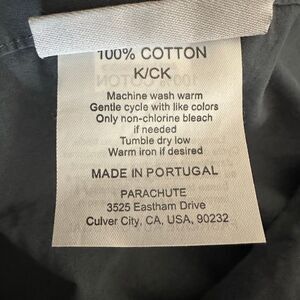 100% COTTON
K/CK
Machine wash warm
Gentle cycle with like colors
Only non-chlorine bleach
if needed
Tumble dry low
Warm iron if desired
MADE IN PORTUGAL
PARACHUTE
3525 Eastham Drive
Culver City, CA, USA, 90232